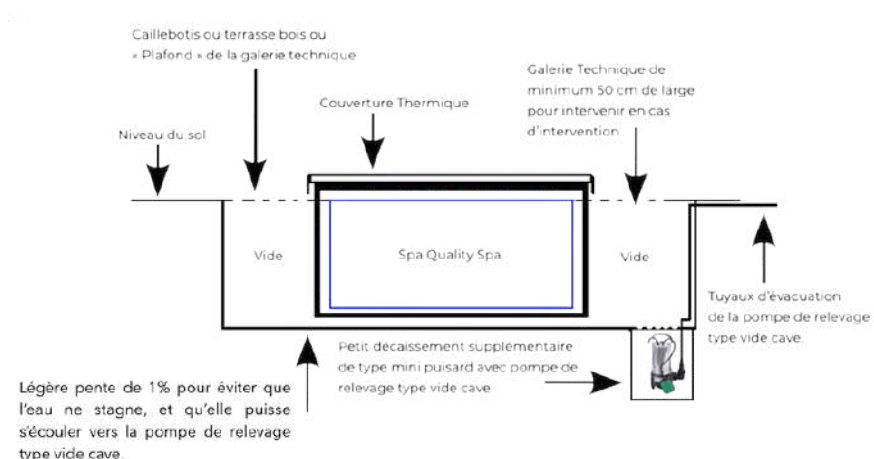 Caillebotis ou terrasse bois ou
« Plafond » de la galerie technique
Galerie Technique de
minimum 50 cm de large
pour intervenir en cas
d'intervention
Couverture Thermique
Niveau du sol
Vide
Spa Quality Spa
Vide
Tuyaux d'évacuation
de la pompe de relevage
type vide cave
Petit decaissement supplémentaire
de type mini puisard avec pompe de
relevage type vide cave
Légère pente de 1% pour éviter que
l'eau ne stagne, et qu'elle puisse
s'écouler vers la pompe de relevage
type vide cave.